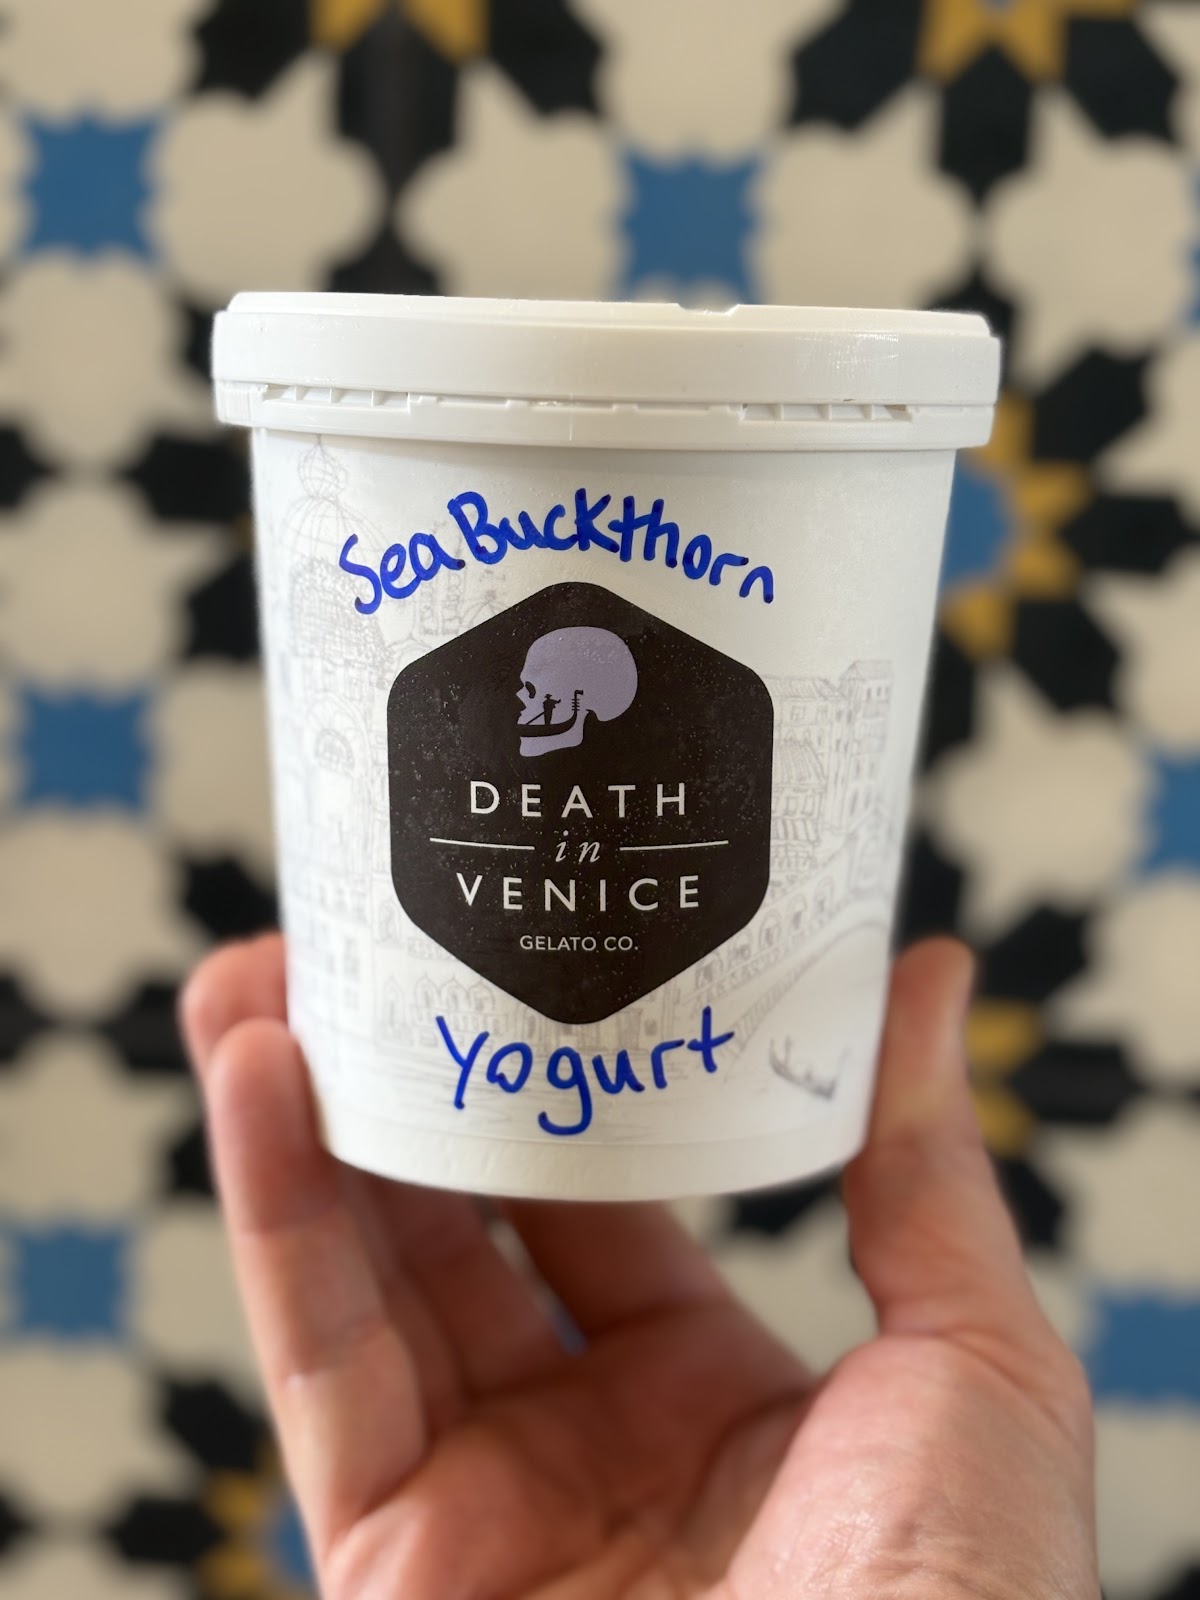 Sea Buckthorn
DEATH
in
VENICE
GELATO CO.
Yogurt